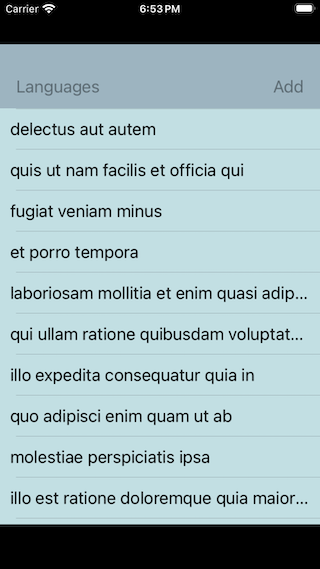 Carrier 6:53 PM
Languages Add
delectus aut autem
quis ut nam facilis et officia qui
fugiat veniam minus
et porro tempora
laboriosam mollitia et enim quasi adip...
qui ullam ratione quibusdam voluptat...
illo expedita consequatur quia in
quo adipisci enim quam ut ab
molestiae perspiciatis ipsa
illo est ratione doloremque quia maior...